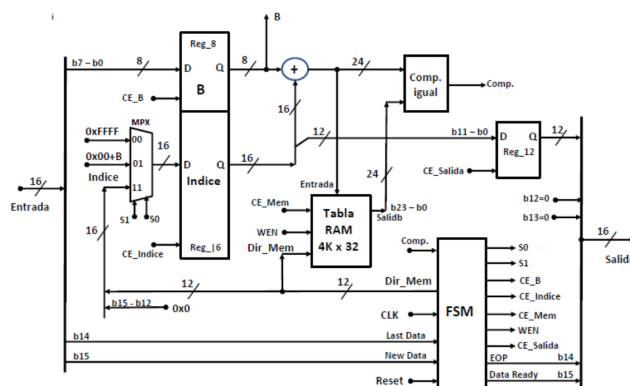 B
Reg_8
b7 – b0
8
D
Q
8
24
+
B
CE_B
Comp.
igual
Comp.
MPX
0xFFFF
00
16
16
12
b11 – b0
D
Q
12
Reg_12
0x00+B
01
16
D
Q
16
Indice
11
Indice
24
CE_Salida
16
Entrada
CE_Mem
Entrada
Tabla
RAM
4K x 32
b23 – b0
Salidb
b12=0
b13=0
16
Salida
S1
S0
16
WEN
Dir_Mem
CE_Indice
Reg_16
Comp.
S0
S1
12
12
Dir_Mem
CE_B
b15 - b12
0x0
CE_Indice
CLK
FSM
CE_Mem
WEN
b14
Last Data
CE_Salida
EOP
b14
b15
New Data
Data Ready
b15
Reset